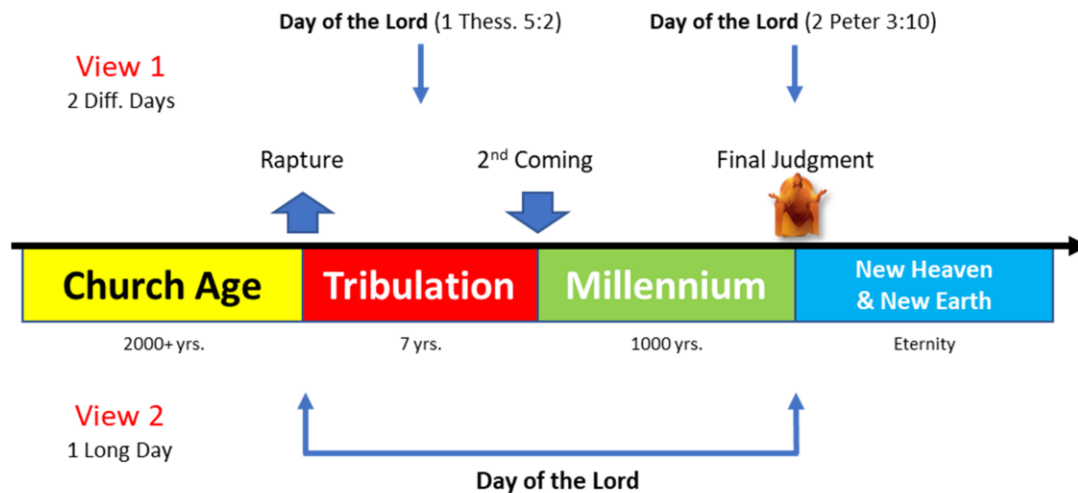 Day of the Lord (1 Thess. 5:2)
Day of the Lord (2 Peter 3:10)
View 1
2 Diff. Days
Rapture
2nd Coming
Final Judgment
Church Age
Tribulation
Millennium
New Heaven
& New Earth
2000+ yrs.
7 yrs.
1000 yrs.
Eternity
View 2
1 Long Day
Day of the Lord